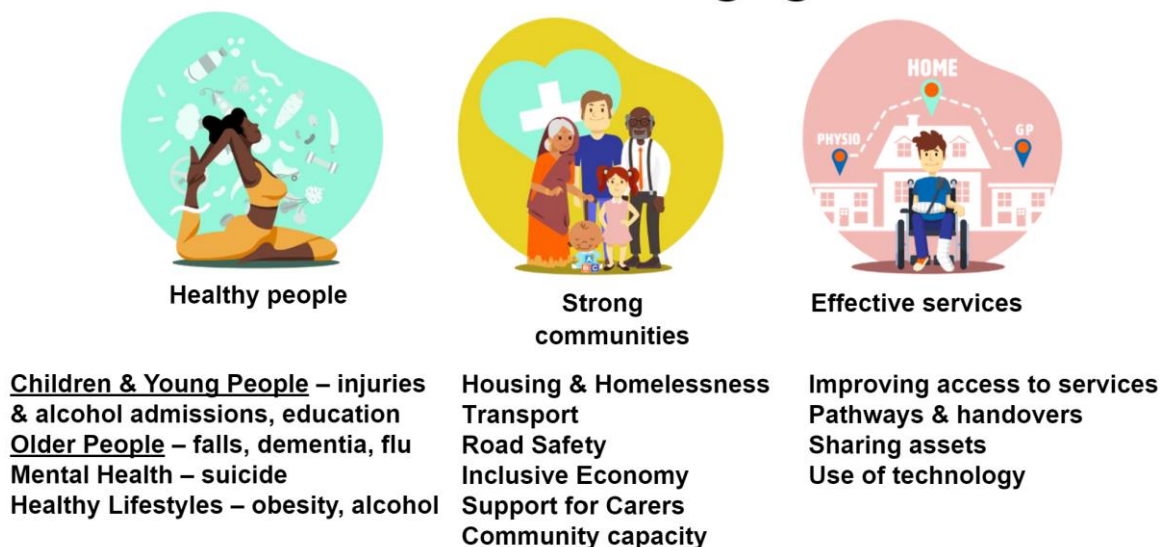 HOME
PHYSIO
GP
A
B C
Healthy people
Strong
communities
Effective services
Children & Young People – injuries
& alcohol admissions, education
Older People – falls, dementia, flu
Mental Health – suicide
Healthy Lifestyles – obesity, alcohol
Housing & Homelessness
Transport
Road Safety
Inclusive Economy
Support for Carers
Community capacity
Improving access to services
Pathways & handovers
Sharing assets
Use of technology